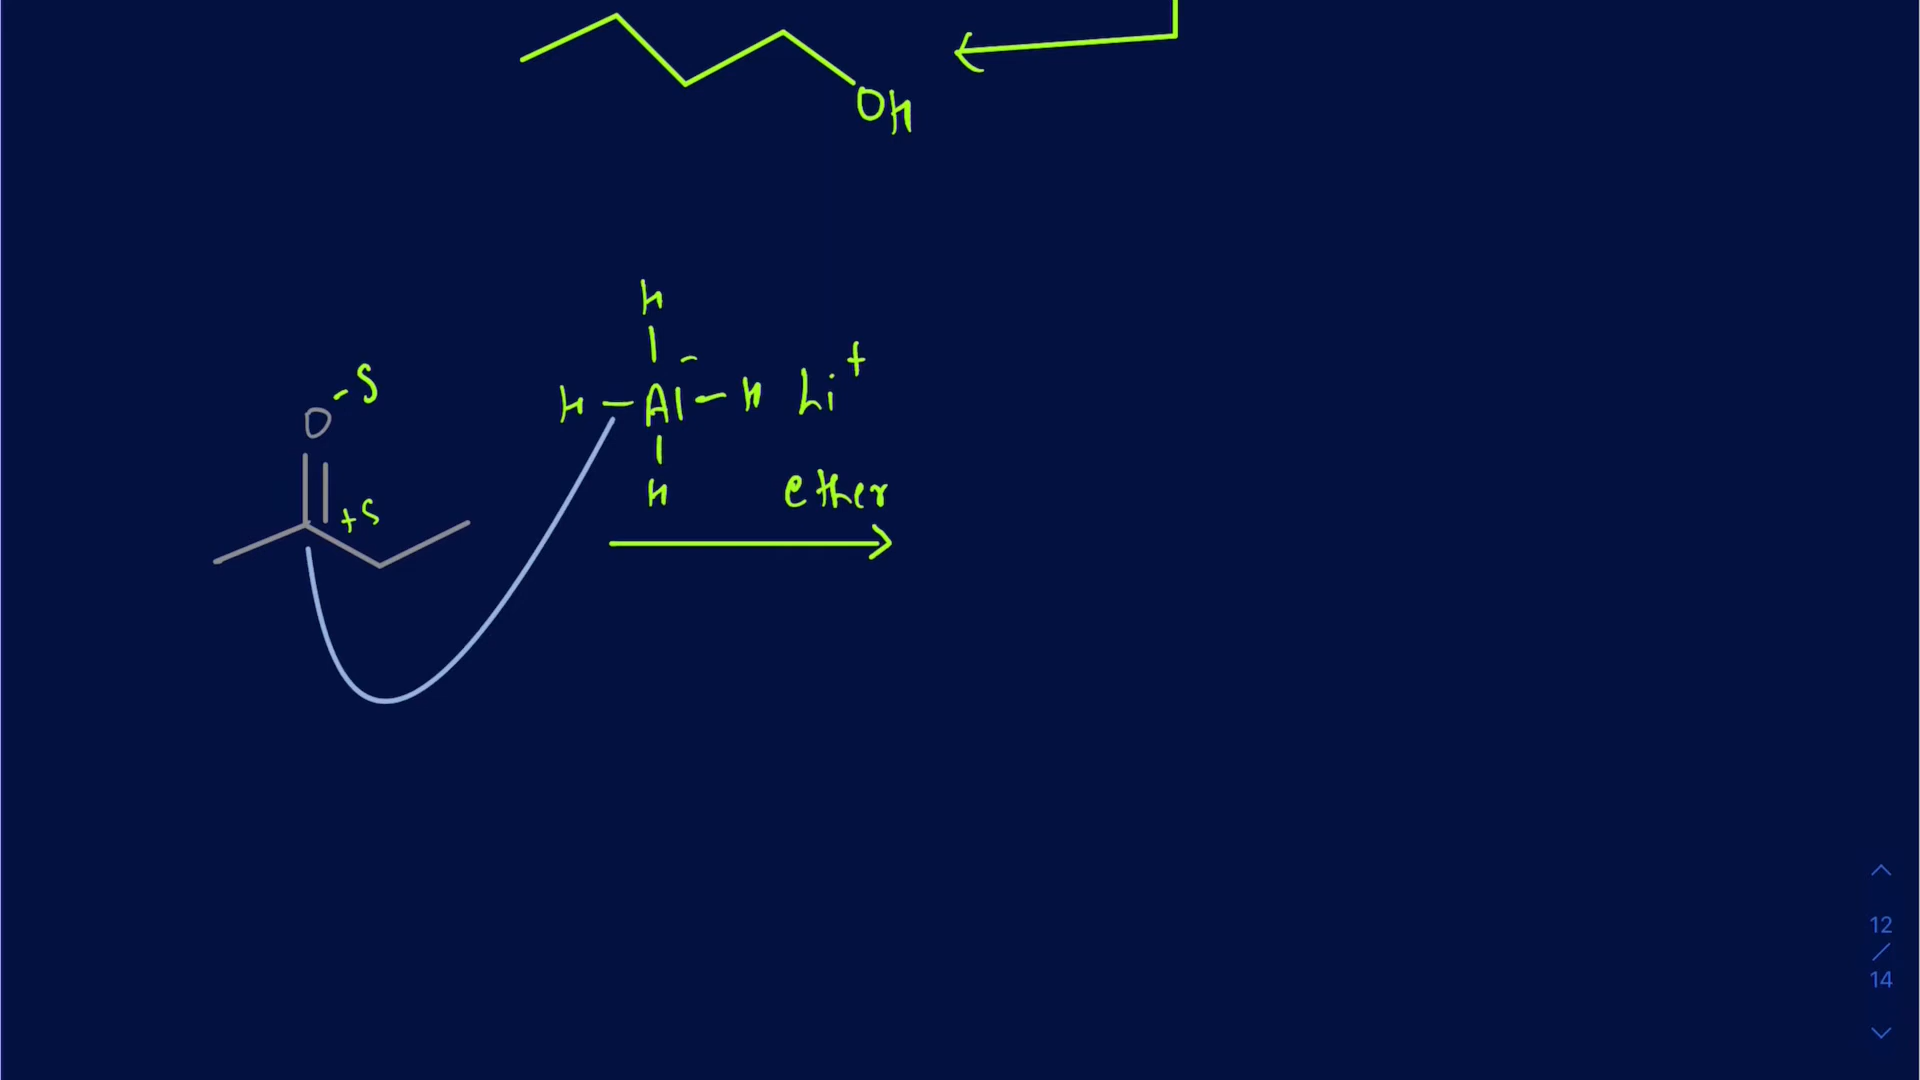 OH
H
-δ
O
H - Al⁻ - H Li⁺
+δ
H
ether
12
/
14